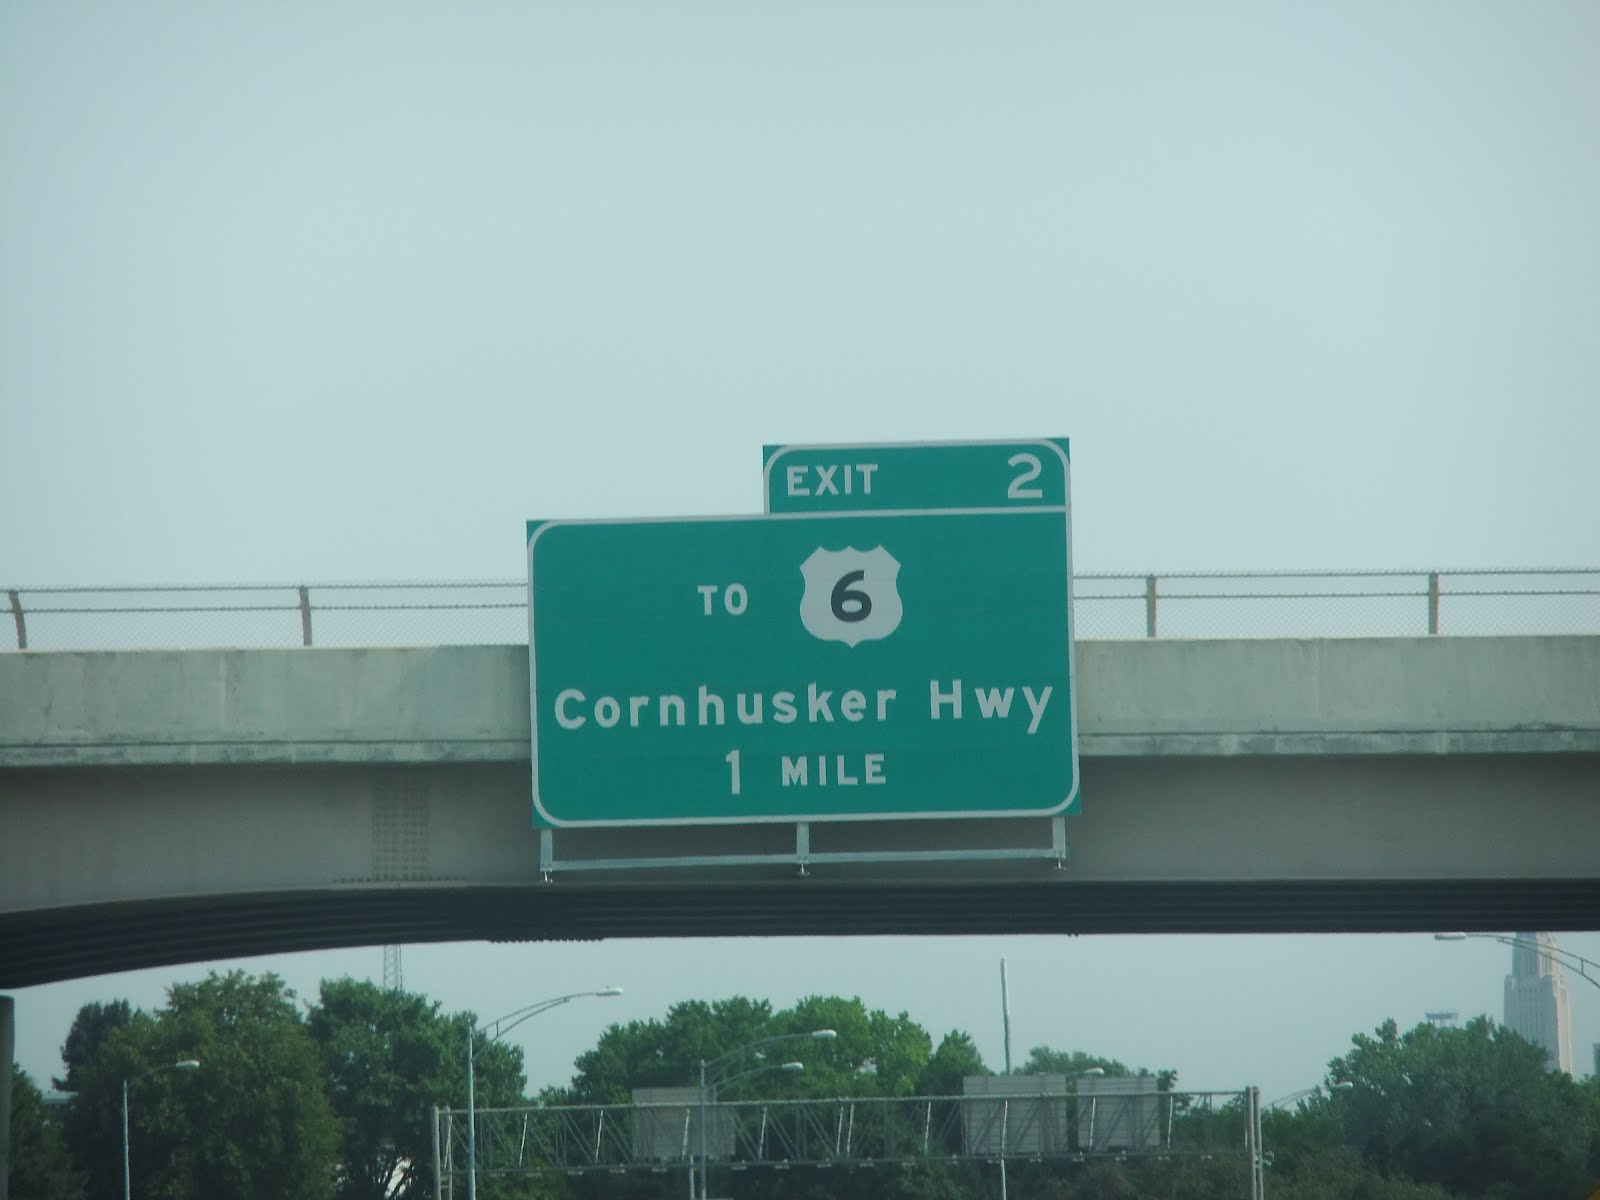 EXIT 2
TO 6
Cornhusker Hwy
1 MILE